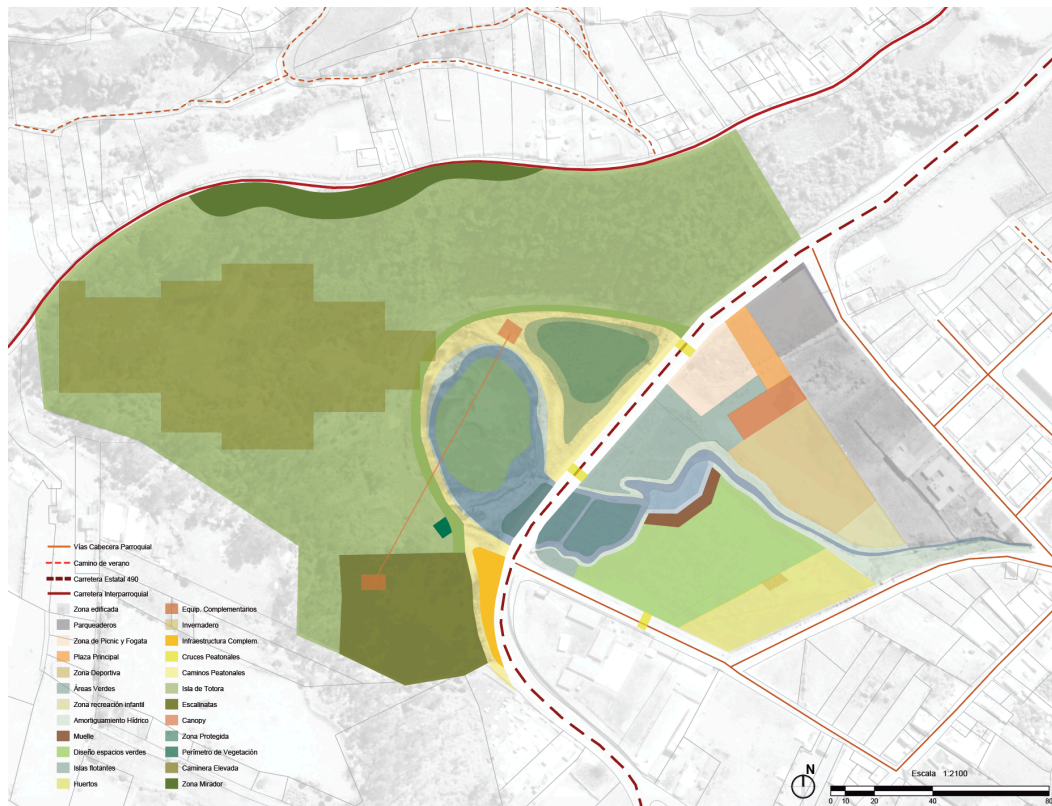 Vías Cabecera Parroquial
Camino de verano
Carretera Estatal 490
Carretera Interparroquial
Zona edificada
Parqueaderos
Zona de Picnic y Fogata
Plaza Principal
Zona Deportiva
Áreas Verdes
Zona recreación infantil
Amortiguamiento Hídrico
Muelle
Diseño espacios verdes
Islas flotantes
Huertos
Equip. Complementarios
Invernadero
Infraestructura Complem.
Cruces Peatonales
Caminos Peatonales
Isla de Totora
Escalinatas
Canopy
Zona Protegida
Perímetro de Vegetación
Caminera Elevada
Zona Mirador
N
Escala 1:2100
0 10 20 40